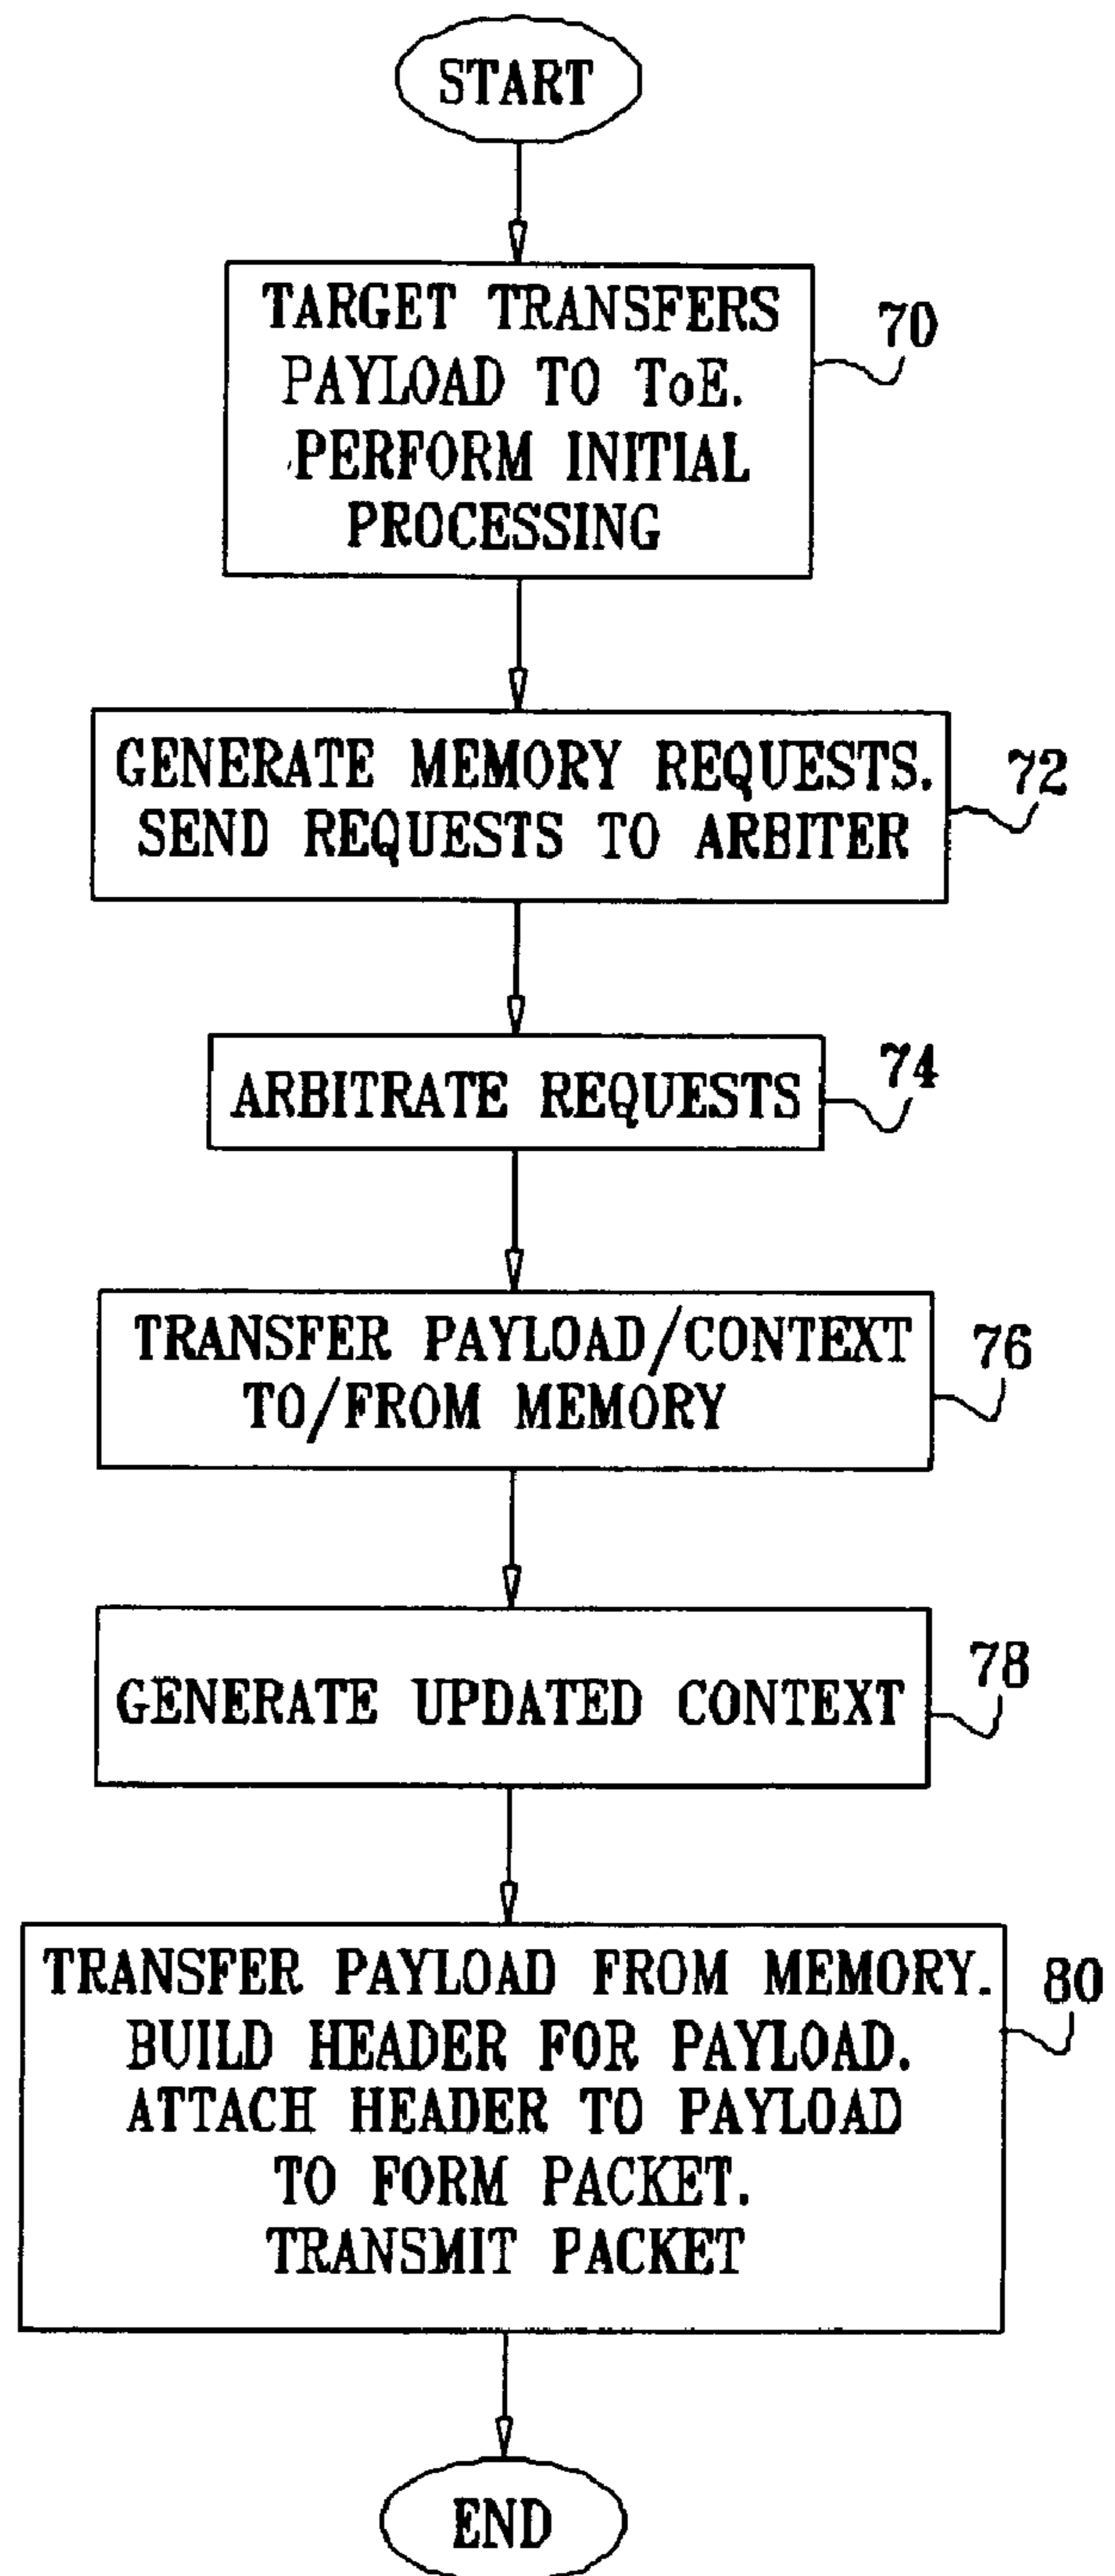 START
TARGET TRANSFERS
PAYLOAD TO ToE.
PERFORM INITIAL
PROCESSING
70
GENERATE MEMORY REQUESTS.
SEND REQUESTS TO ARBITER
72
ARBITRATE REQUESTS
74
TRANSFER PAYLOAD/CONTEXT
TO/FROM MEMORY
76
GENERATE UPDATED CONTEXT
78
TRANSFER PAYLOAD FROM MEMORY.
BUILD HEADER FOR PAYLOAD.
ATTACH HEADER TO PAYLOAD
TO FORM PACKET.
TRANSMIT PACKET
80
END